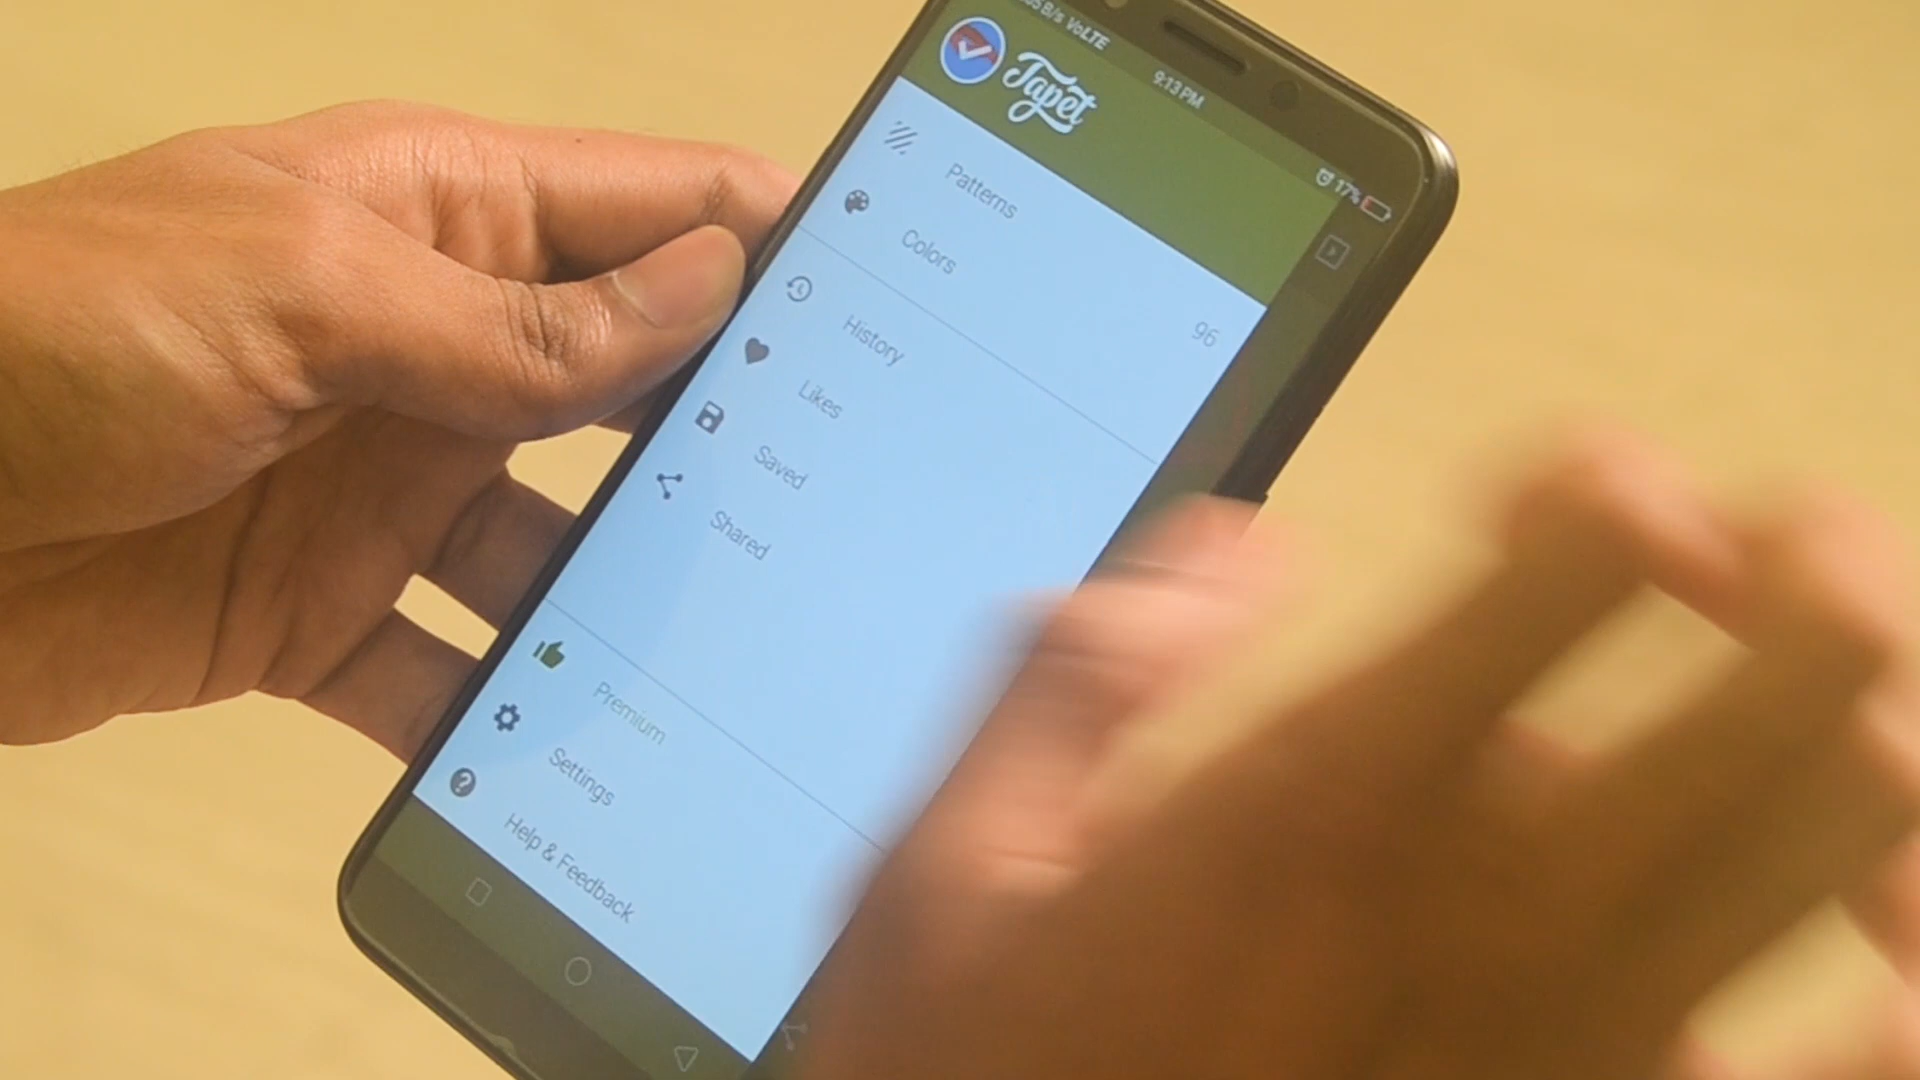 B/s VoLTE
9:13 PM
17%
Tapet
Patterns
96
Colors
History
Likes
Saved
Shared
Premium
Settings
Help & Feedback